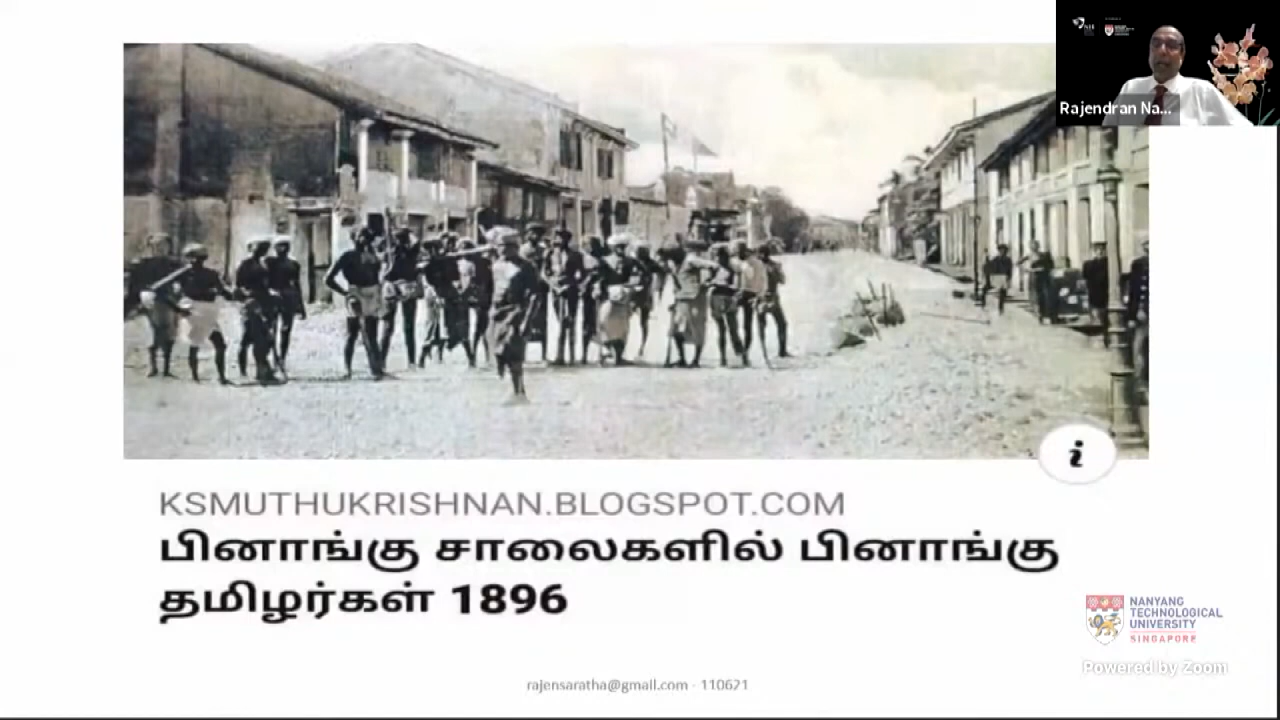 Rajendran Na...
KSMUTHUKRISHNAN.BLOGSPOT.COM
பினாங்கு சாலைகளில் பினாங்கு
தமிழர்கள் 1896
NANYANG
TECHNOLOGICAL
UNIVERSITY
SINGAPORE
Powered by Zoom
rajensaratha@gmail.com - 110621